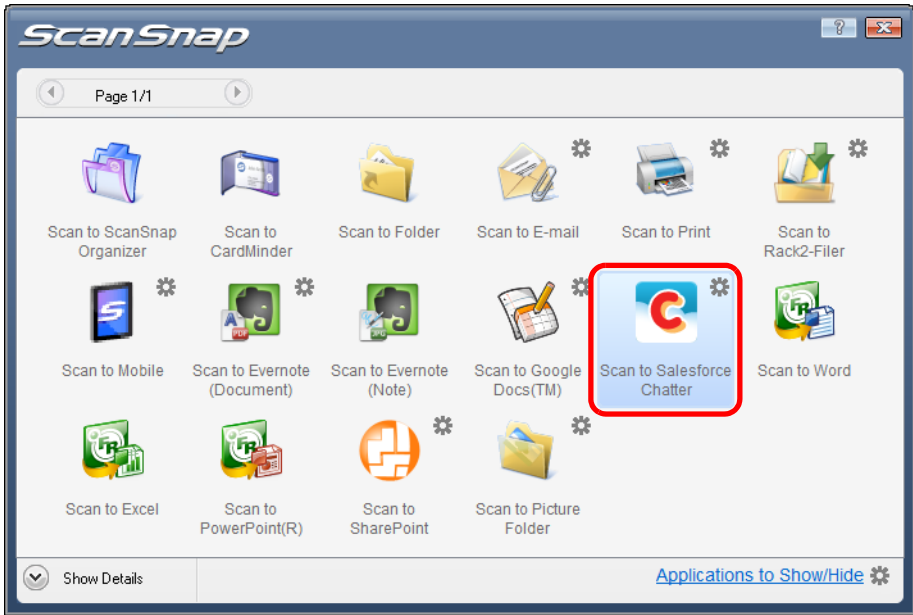 ScanSnap
?
Page 1/1
Scan to ScanSnap
Organizer
Scan to
CardMinder
Scan to Folder
Scan to E-mail
Scan to Print
Scan to
Rack2-Filer
S
A
PDF
JPG
C
Scan to Mobile
Scan to Evernote
(Document)
Scan to Evernote
(Note)
Scan to Google
Docs(TM)
Scan to Salesforce
Chatter
Scan to Word
Scan to Excel
Scan to
PowerPoint(R)
Scan to
SharePoint
Scan to Picture
Folder
Show Details
Applications to Show/Hide